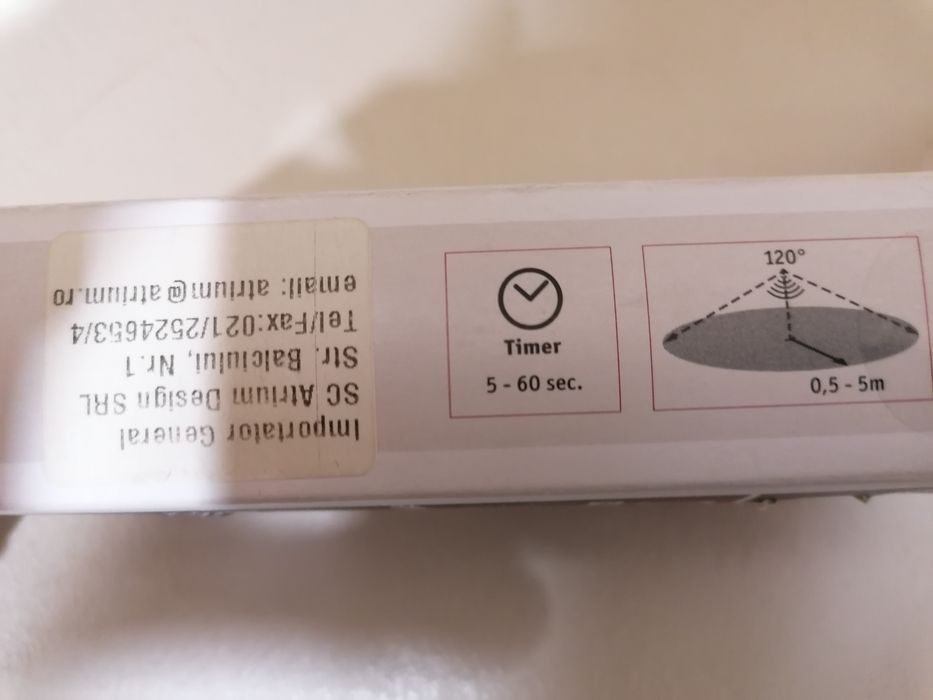 Importator General
SC Atrium Design SRL
Str. Balciului, Nr.1
Tel/Fax:021/2524653/4
email: atrium@atrium.ro
Timer
5 - 60 sec.
120°
0,5 - 5m